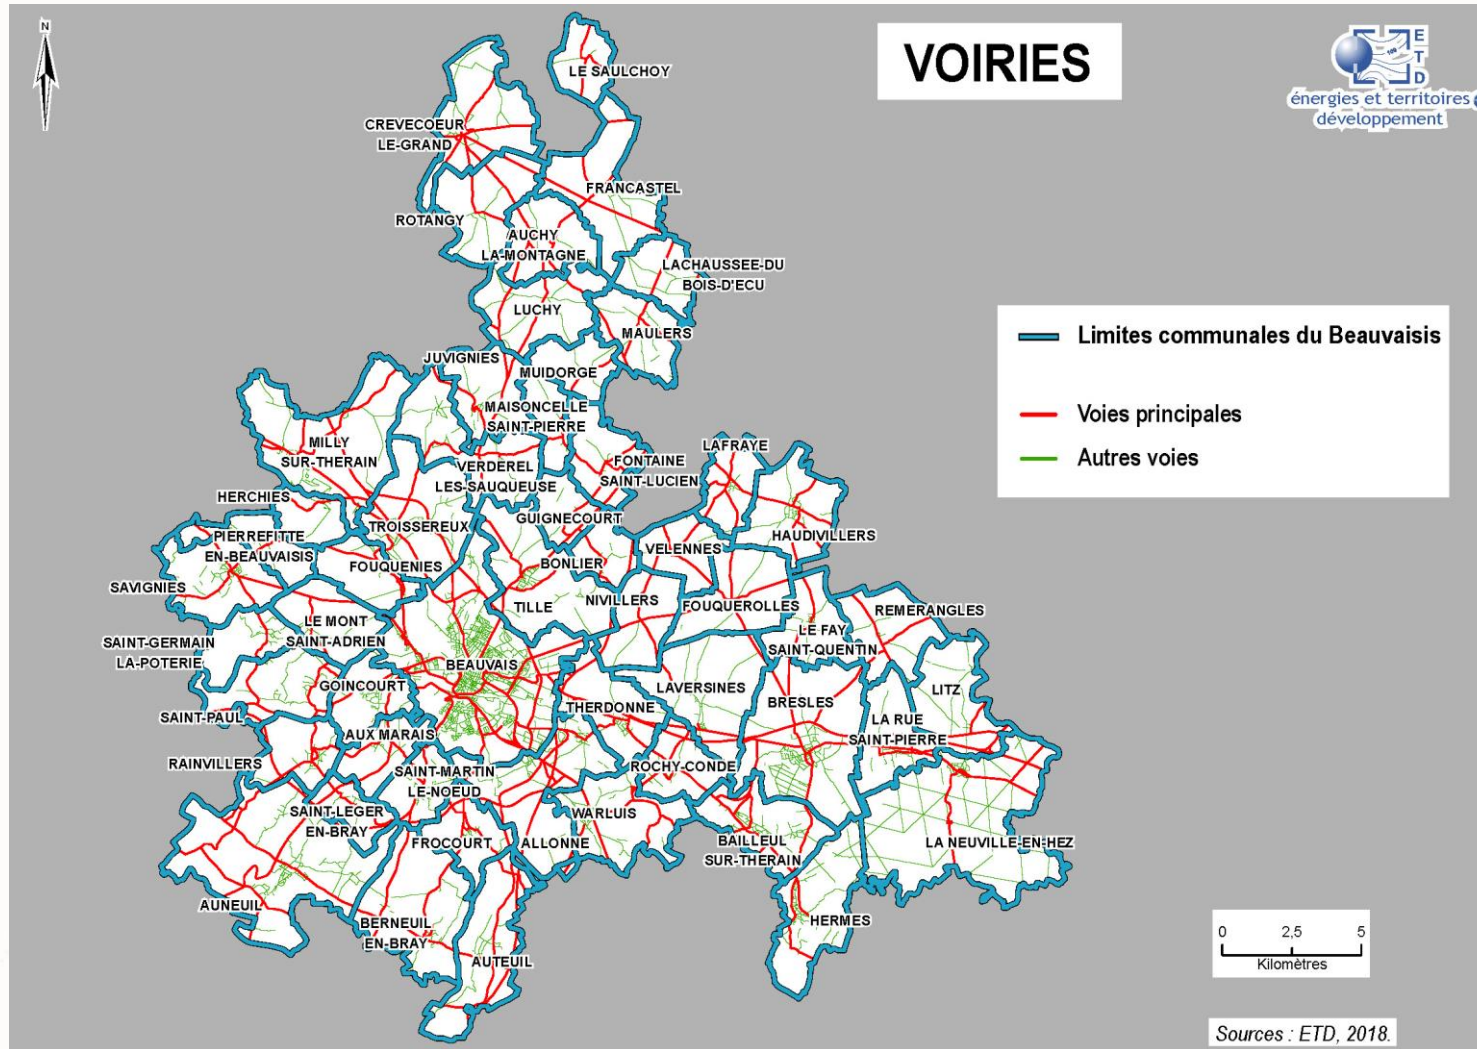 N
VOIRIES
E
T
D
énergies et territoires
développement
LE SAULCHOY
CREVECOEUR
LE-GRAND
FRANCASTEL
ROTANGY
AUCHY
LA-MONTAGNE
LACHAUSSEE-DU
BOIS-D'ECU
LUCHY
MAULERS
JUVIGNIES
MUIDORGE
MAISONCELLE
SAINT-PIERRE
MILLY
SUR-THERAIN
LAFRAYE
VERDEREL
LES-SAUQUEUSE
FONTAINE
SAINT-LUCIEN
HERCHIES
GUIGNECOURT
TROISSEREUX
PIERREFITTE
EN-BEAUVAISIS
HAUDIVILLERS
VELENNES
FOUQUENIES
BONLIER
SAVIGNIES
TILLE
NIVILLERS
FOUQUEROLLES
REMERANGLES
LE MONT
SAINT-ADRIEN
LE FAY
SAINT-QUENTIN
SAINT-GERMAIN
LA-POTERIE
BEAUVAIS
GOINCOURT
LAVERSINES
BRESLES
LITZ
THERDONNE
SAINT-PAUL
LA RUE
SAINT-PIERRE
AUX MARAIS
RAINVILLERS
SAINT-MARTIN
LE-NOEUD
ROCHY-CONDE
SAINT-LEGER
EN-BRAY
WARLUIS
FROCOURT
ALLONNE
BAILLEUL
SUR-THERAIN
LA NEUVILLE-EN-HEZ
AUNEUIL
BERNEUIL
EN-BRAY
HERMES
AUTEUIL
Limites communales du Beauvaisis
Voies principales
Autres voies
0 2,5 5
Kilomètres
Sources : ETD, 2018.